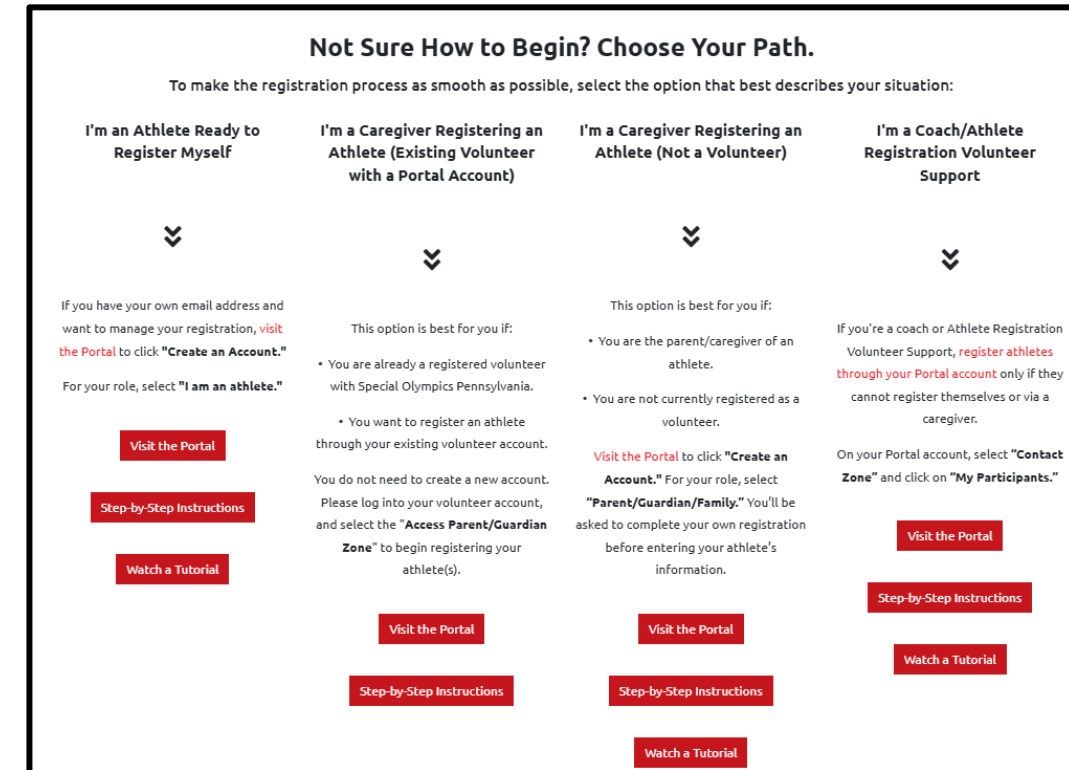 Not Sure How to Begin? Choose Your Path.
To make the registration process as smooth as possible, select the option that best describes your situation:
I'm an Athlete Ready to
Register Myself
If you have your own email address and
want to manage your registration, visit
the Portal to click "Create an Account."
For your role, select "I am an athlete."
Visit the Portal
Step-by-Step Instructions
Watch a Tutorial
I'm a Caregiver Registering an
Athlete (Existing Volunteer
with a Portal Account)
This option is best for you if:
• You are already a registered volunteer
with Special Olympics Pennsylvania.
• You want to register an athlete
through your existing volunteer account.
You do not need to create a new account.
Please log into your volunteer account,
and select the "Access Parent/Guardian
Zone" to begin registering your
athlete(s).
Visit the Portal
Step-by-Step Instructions
I'm a Caregiver Registering an
Athlete (Not a Volunteer)
This option is best for you if:
• You are the parent/caregiver of an
athlete.
• You are not currently registered as a
volunteer.
Visit the Portal to click "Create an
Account." For your role, select
“Parent/Guardian/Family.” You’ll be
asked to complete your own registration
before entering your athlete’s
information.
Visit the Portal
Step-by-Step Instructions
Watch a Tutorial
I'm a Coach/Athlete
Registration Volunteer
Support
If you're a coach or Athlete Registration
Volunteer Support, register athletes
through your Portal account only if they
cannot register themselves or via a
caregiver.
On your Portal account, select “Contact
Zone” and click on “My Participants.”
Visit the Portal
Step-by-Step Instructions
Watch a Tutorial